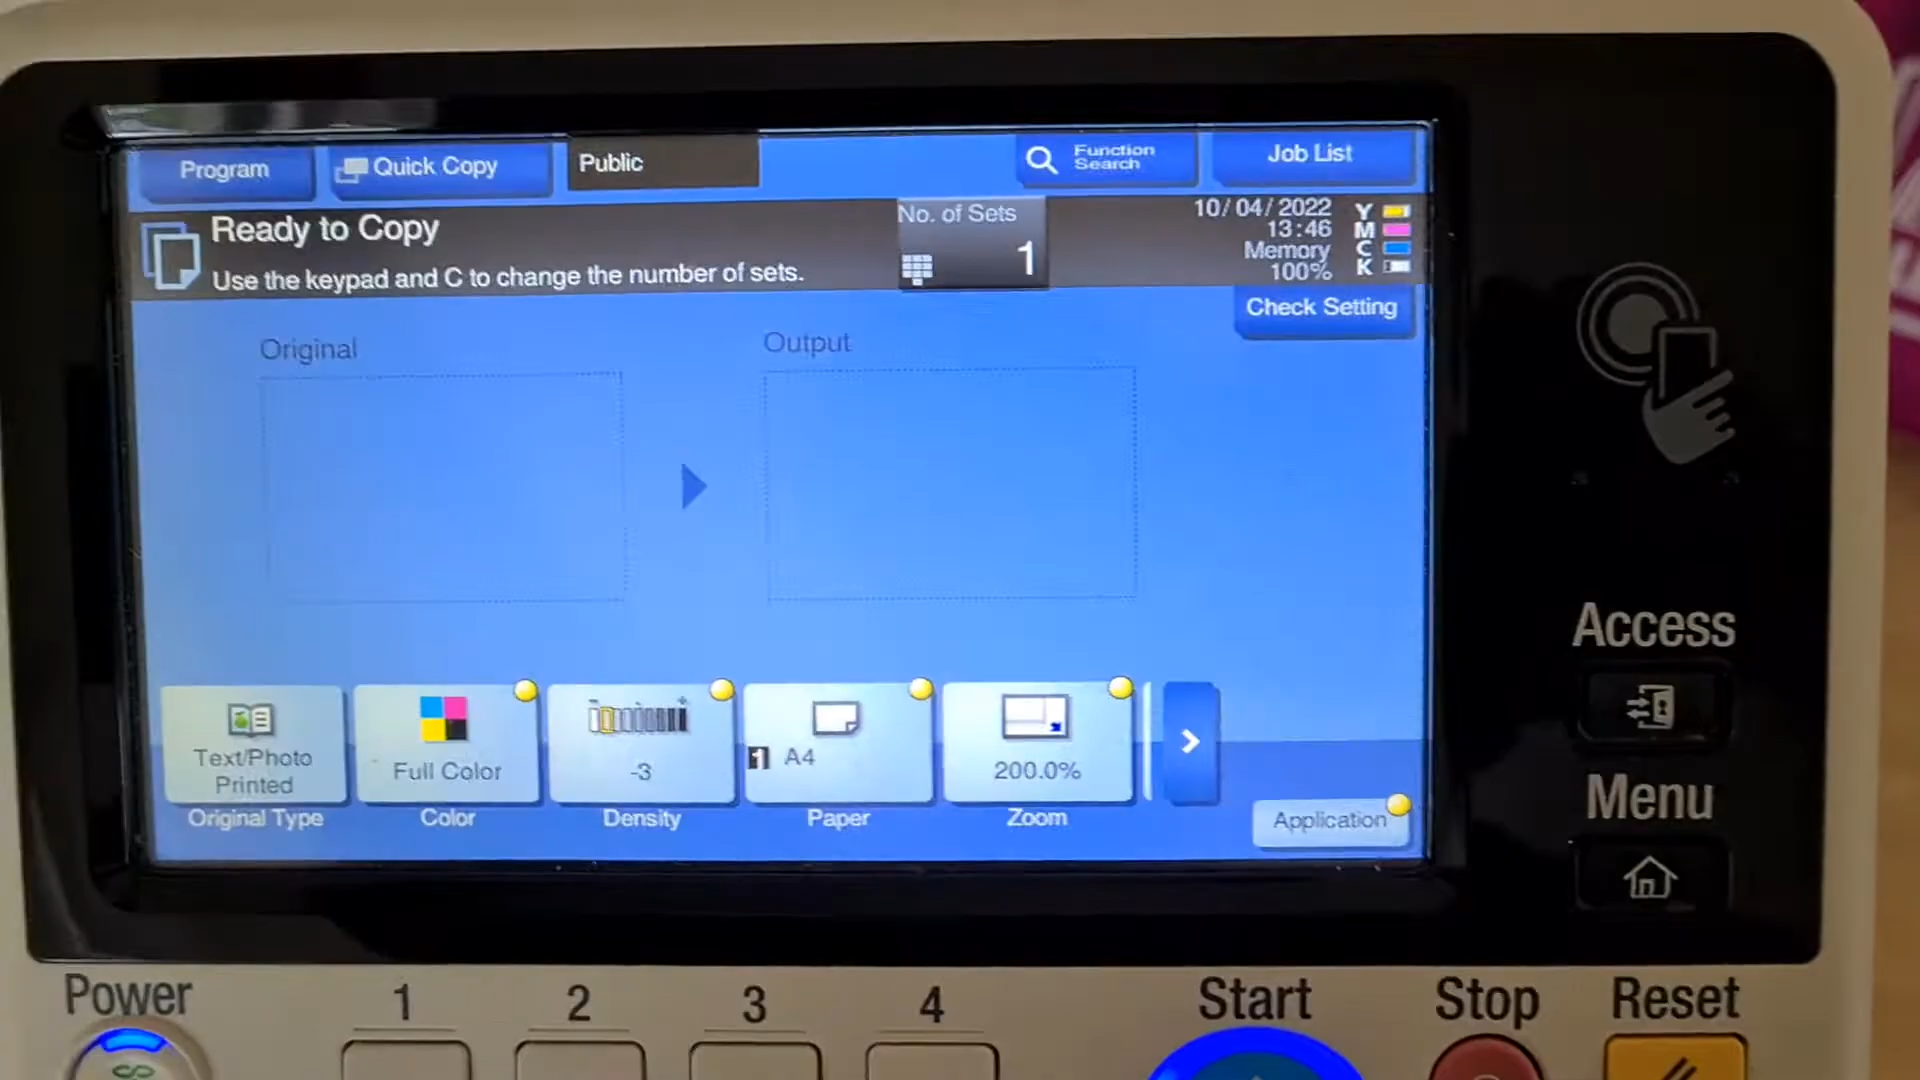 Program
Quick Copy
Public
Function
Search
Job List
Ready to Copy
Use the keypad and C to change the number of sets.
No. of Sets
1
10/04/2022
13:46
Memory
100%
Y
M
C
K
Check Setting
Original
Output
Text/Photo
Printed
Original Type
Full Color
Color
-3
Density
1 A4
Paper
200.0%
Zoom
Application
Access
Menu
Power
1
2
3
4
Start
Stop
Reset